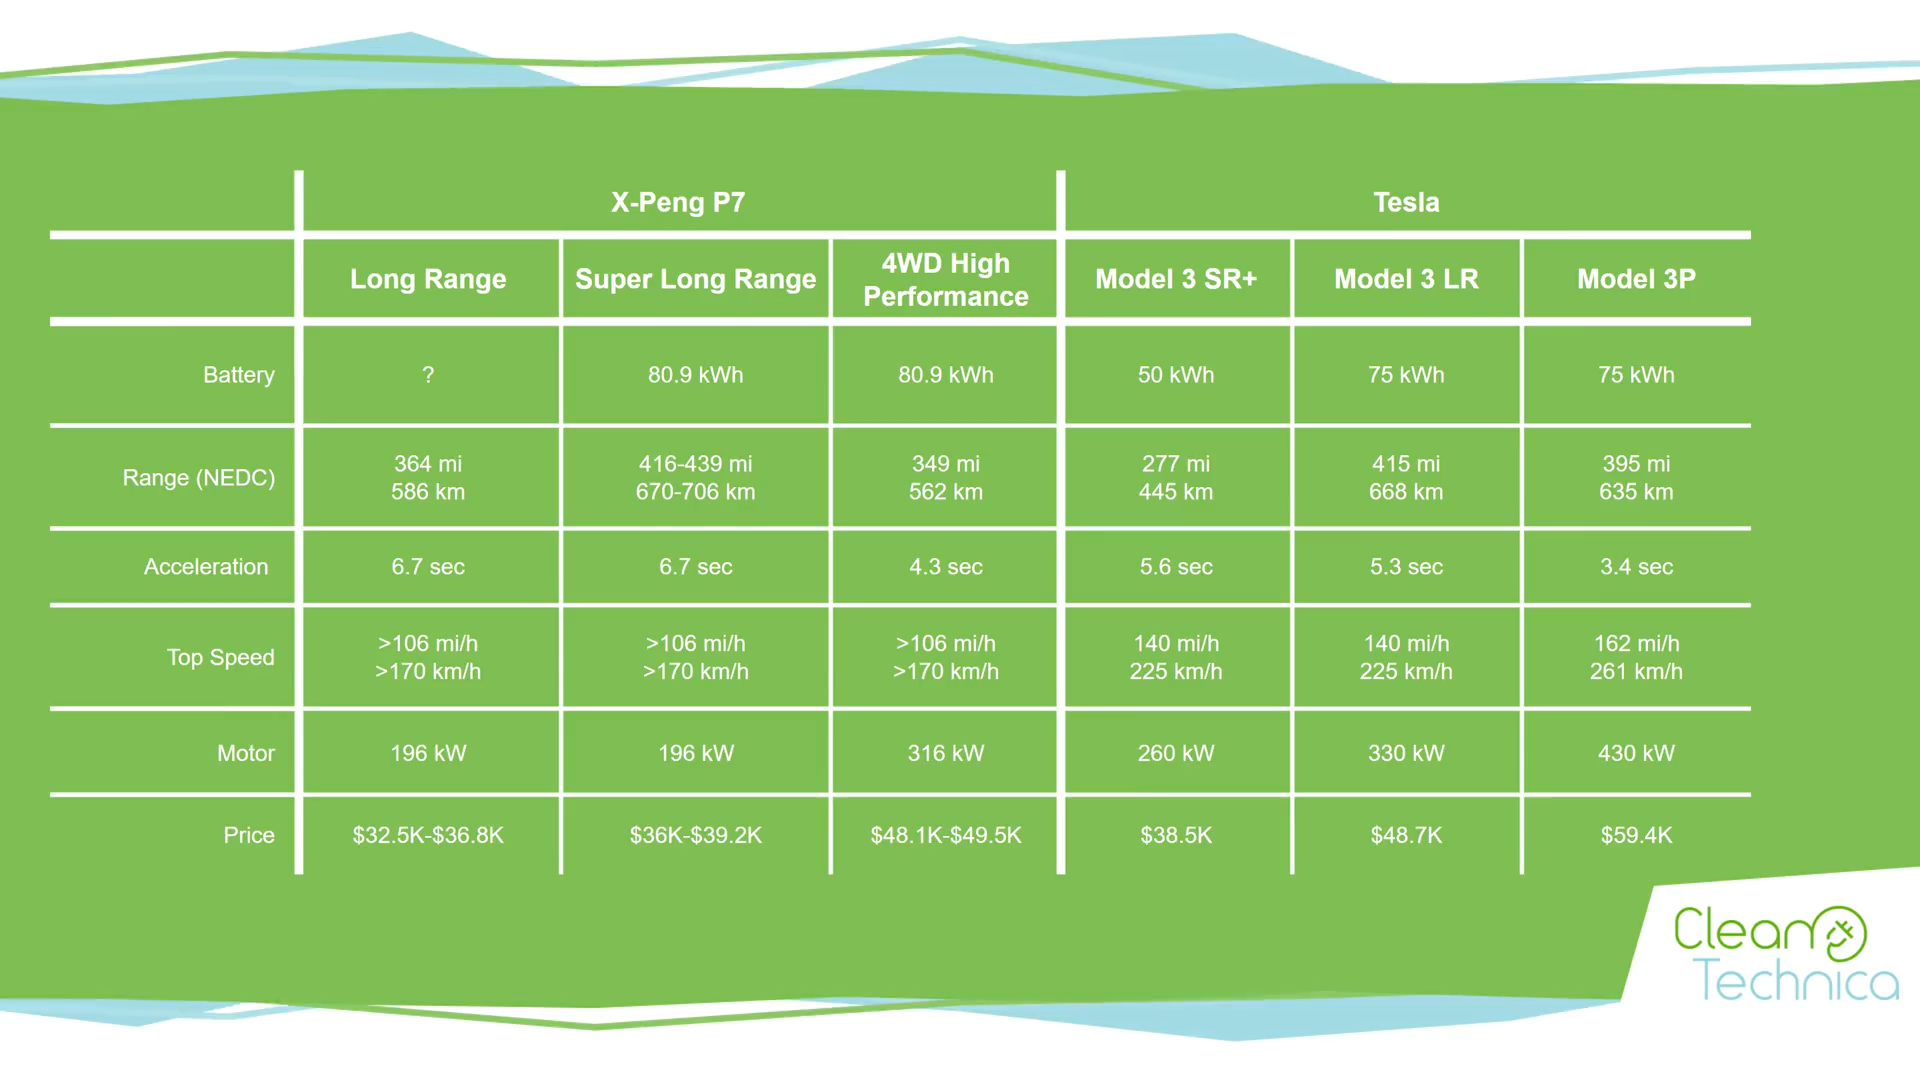 X-Peng P7 Tesla
Long Range Super Long Range 4WD High Performance Model 3 SR+ Model 3 LR Model 3P
Battery ? 80.9 kWh 80.9 kWh 50 kWh 75 kWh 75 kWh
Range (NEDC) 364 mi 586 km 416-439 mi 670-706 km 349 mi 562 km 277 mi 445 km 415 mi 668 km 395 mi 635 km
Acceleration 6.7 sec 6.7 sec 4.3 sec 5.6 sec 5.3 sec 3.4 sec
Top Speed >106 mi/h >170 km/h >106 mi/h >170 km/h >106 mi/h >170 km/h 140 mi/h 225 km/h 140 mi/h 225 km/h 162 mi/h 261 km/h
Motor 196 kW 196 kW 316 kW 260 kW 330 kW 430 kW
Price $32.5K-$36.8K $36K-$39.2K $48.1K-$49.5K $38.5K $48.7K $59.4K
Clean
Technica